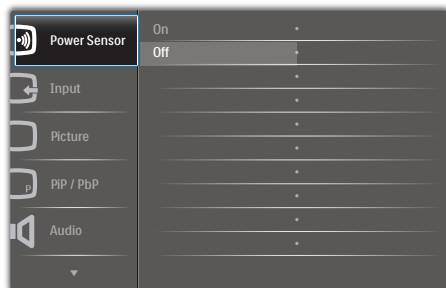 Power Sensor
On
Off
Input
Picture
P
PiP / PbP
Audio